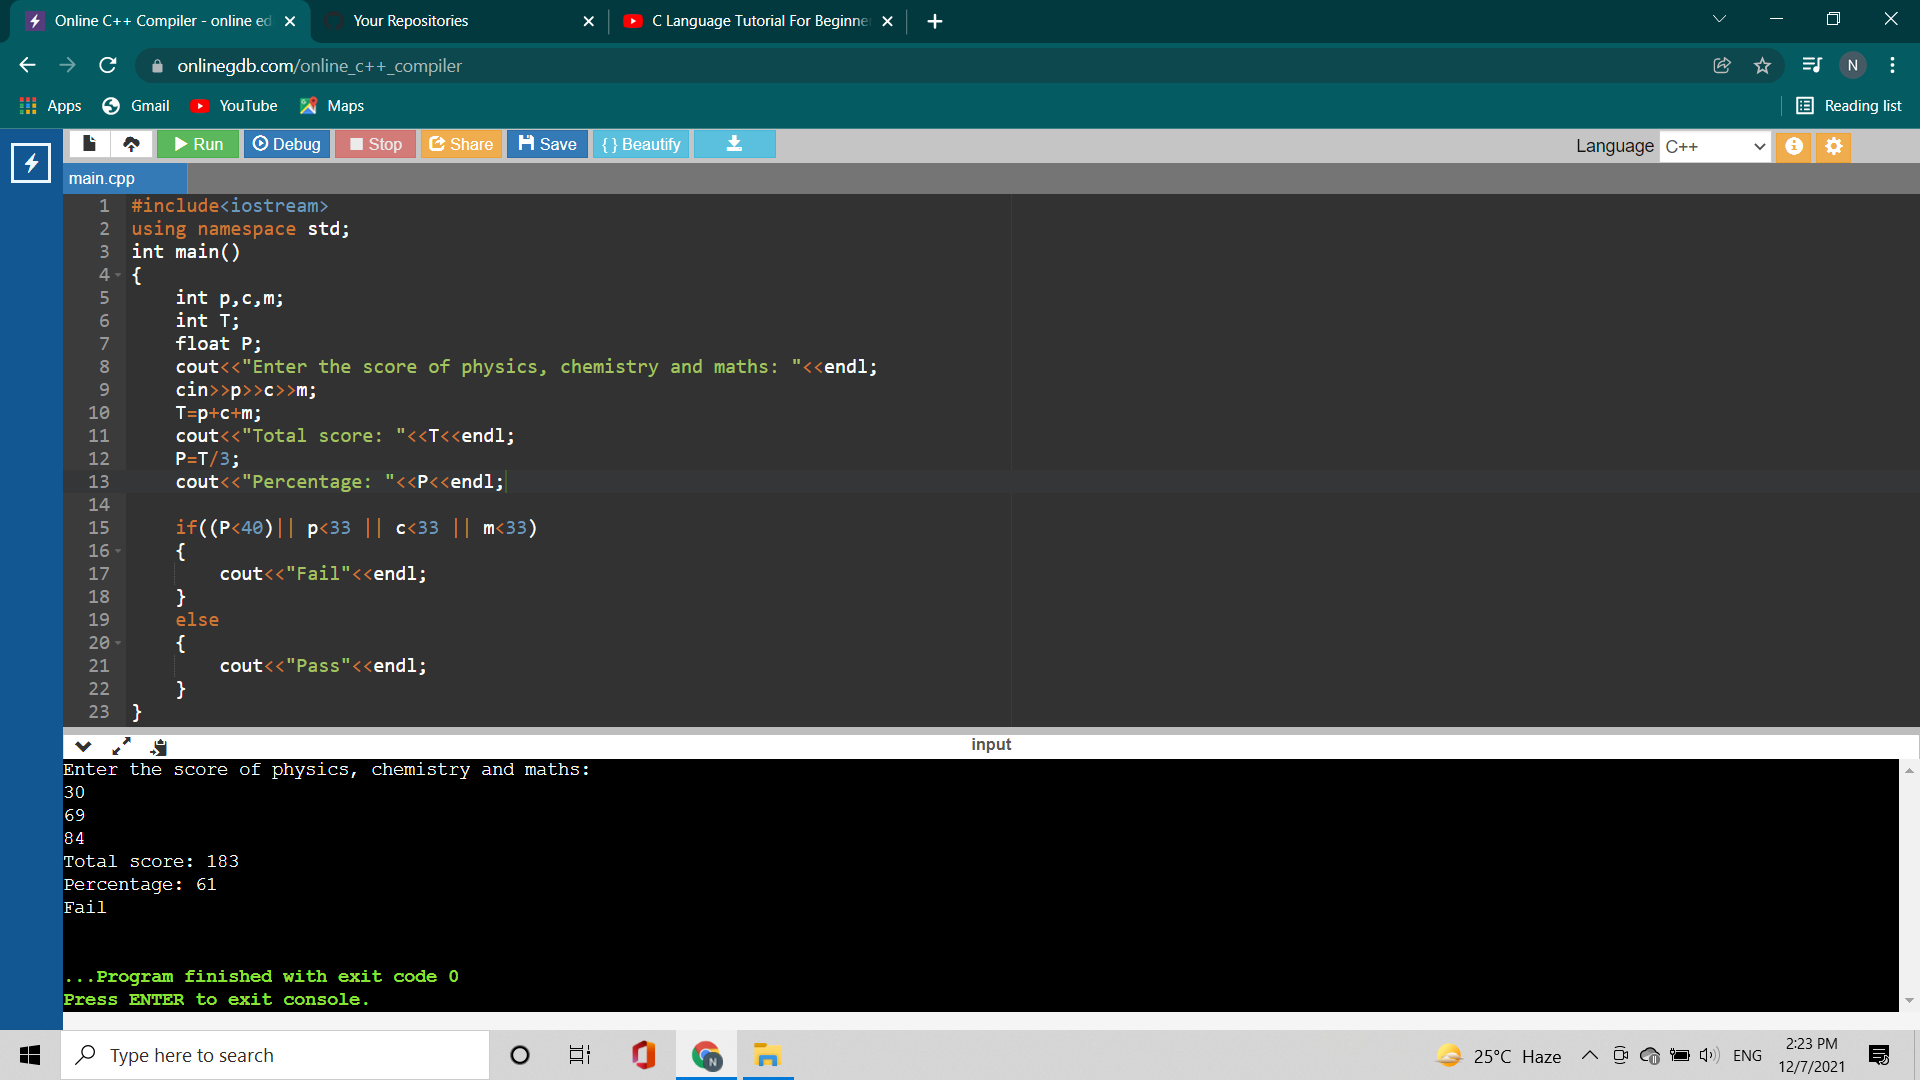 Online C++ Compiler - online ed
Your Repositories
C Language Tutorial For Beginne
onlinegdb.com/online_c++_compiler
N
Apps
Gmail
YouTube
Maps
Reading list
Run
Debug
Stop
Share
Save
{ } Beautify
Language
C++
main.cpp
1 #include<iostream>
2 using namespace std;
3 int main()
4 {
5 int p,c,m;
6 int T;
7 float P;
8 cout<<"Enter the score of physics, chemistry and maths: "<<endl;
9 cin>>p>>c>>m;
10 T=p+c+m;
11 cout<<"Total score: "<<T<<endl;
12 P=T/3;
13 cout<<"Percentage: "<<P<<endl;
14
15 if((P<40)|| p<33 || c<33 || m<33)
16 {
17 cout<<"Fail"<<endl;
18 }
19 else
20 {
21 cout<<"Pass"<<endl;
22 }
23 }
input
Enter the score of physics, chemistry and maths:
30
69
84
Total score: 183
Percentage: 61
Fail
...Program finished with exit code 0
Press ENTER to exit console.
Type here to search
N
25°C Haze
ENG
2:23 PM
12/7/2021